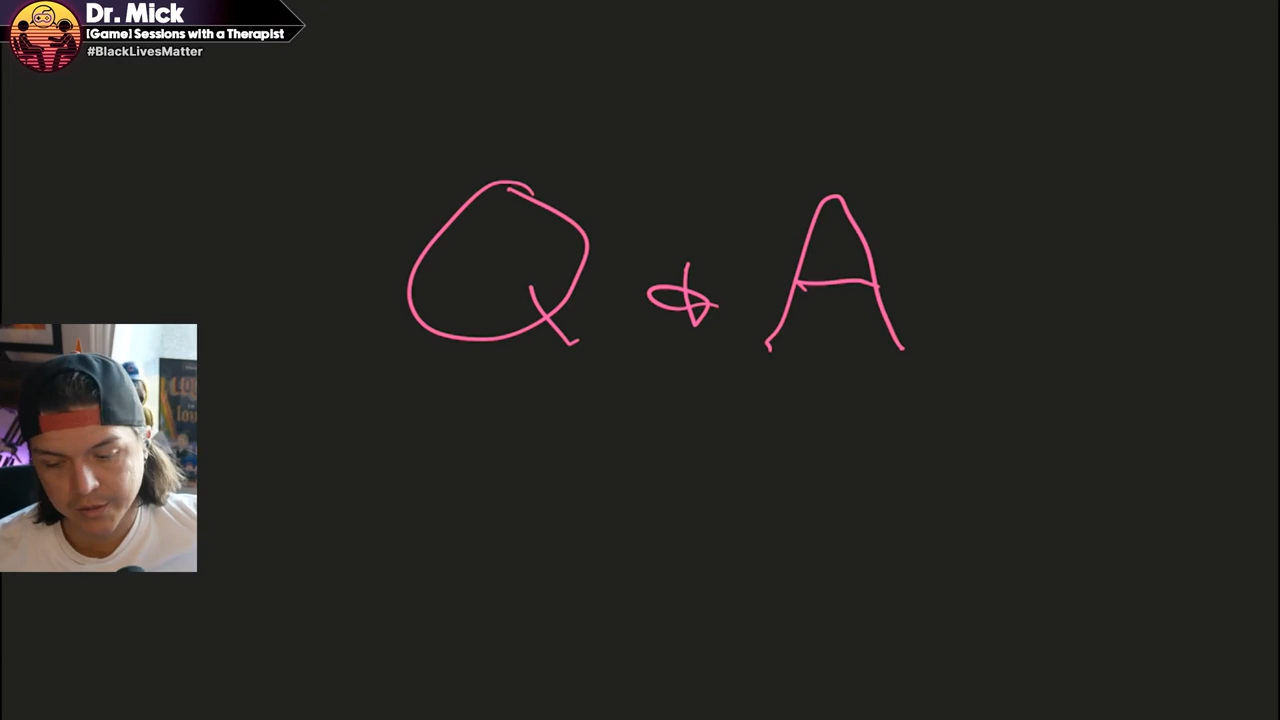 Dr. Mick
[Game] Sessions with a Therapist
#BlackLivesMatter
Q & A